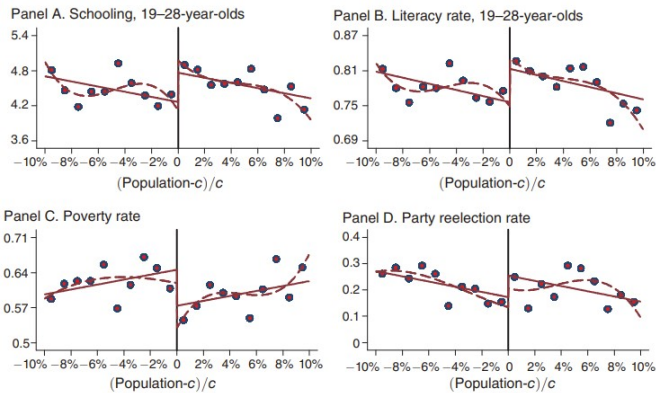 Panel A. Schooling, 19–28-year-olds
5.4
4.8
4.2
3.6
−10% −8% −6% −4% −2% 0 2% 4% 6% 8% 10%
(Population-c)/c
Panel B. Literacy rate, 19–28-year-olds
0.87
0.81
0.75
0.69
−10% −8% −6% −4% −2% 0 2% 4% 6% 8% 10%
(Population-c)/c
Panel C. Poverty rate
0.71
0.64
0.57
0.5
−10% −8% −6% −4% −2% 0 2% 4% 6% 8% 10%
(Population-c)/c
Panel D. Party reelection rate
0.4
0.3
0.2
0.1
0
−10% −8% −6% −4% −2% 0 2% 4% 6% 8% 10%
(Population-c)/c